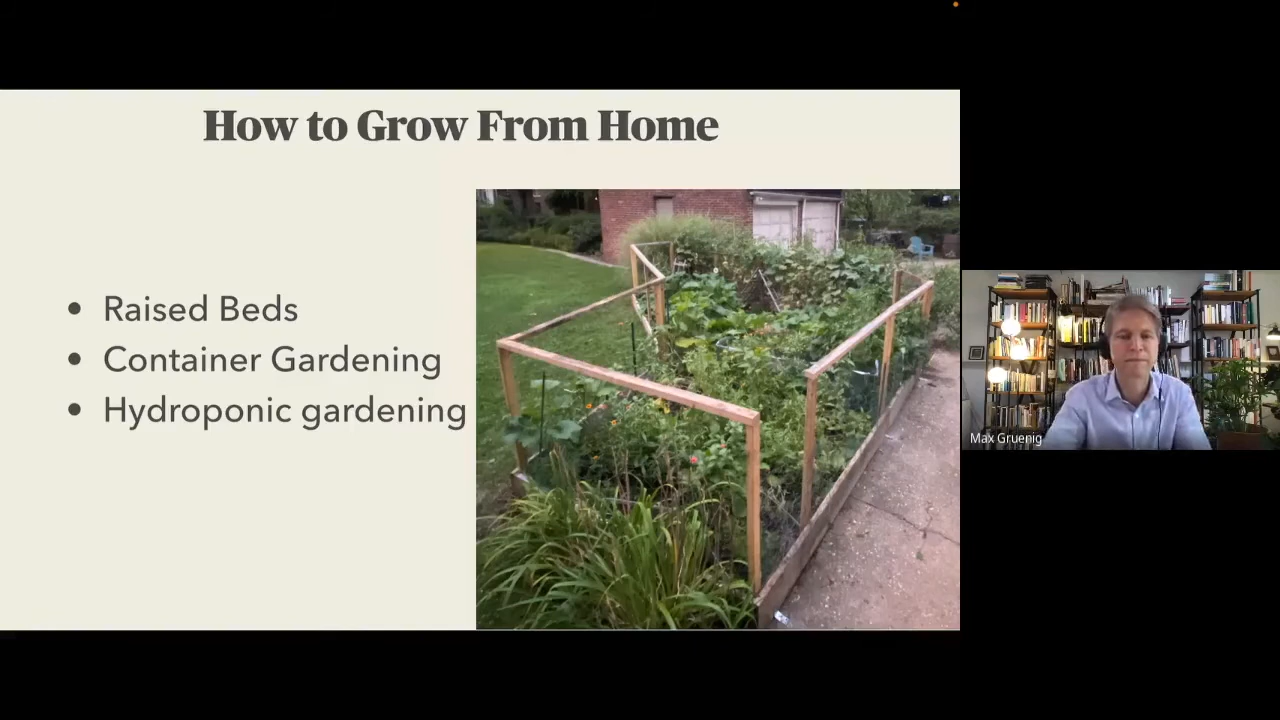 How to Grow From Home
• Raised Beds
• Container Gardening
• Hydroponic gardening
Max Gruenig